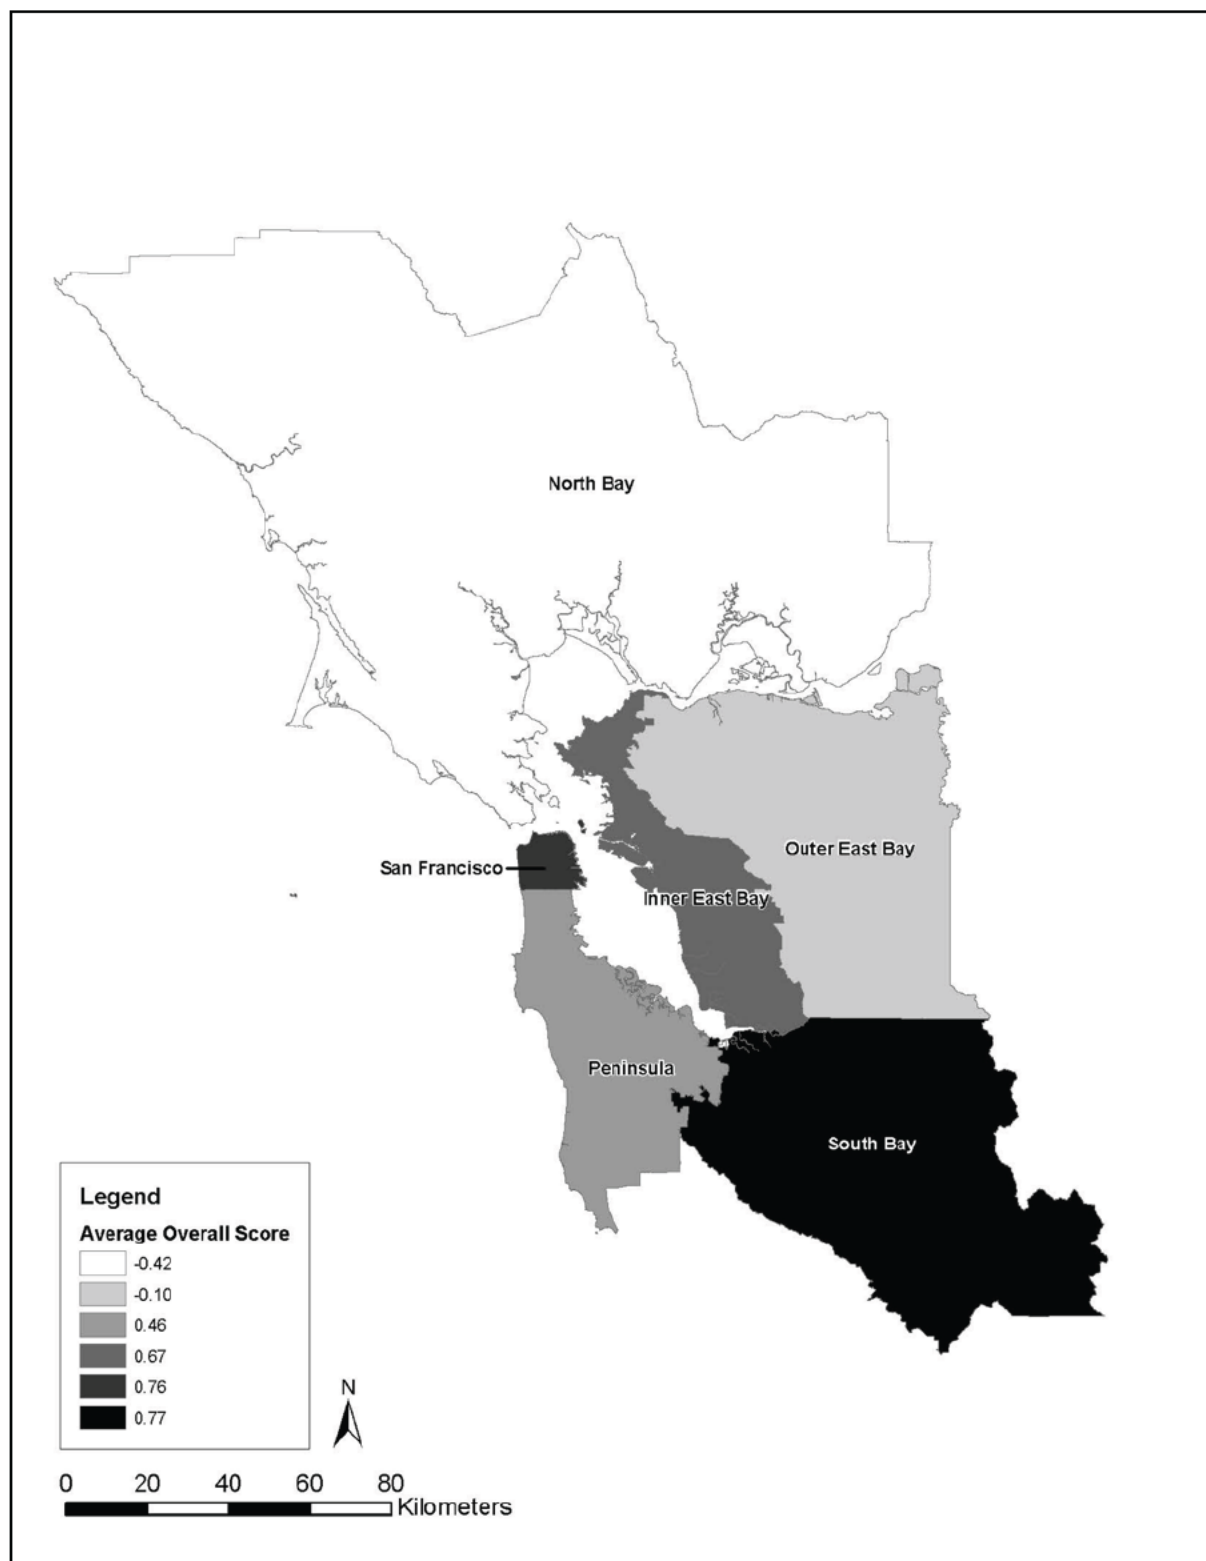 North Bay
Outer East Bay
San Francisco
Inner East Bay
Peninsula
South Bay
Legend
Average Overall Score
-0.42
-0.10
0.46
0.67
0.76
0.77
N
0 20 40 60 80
Kilometers